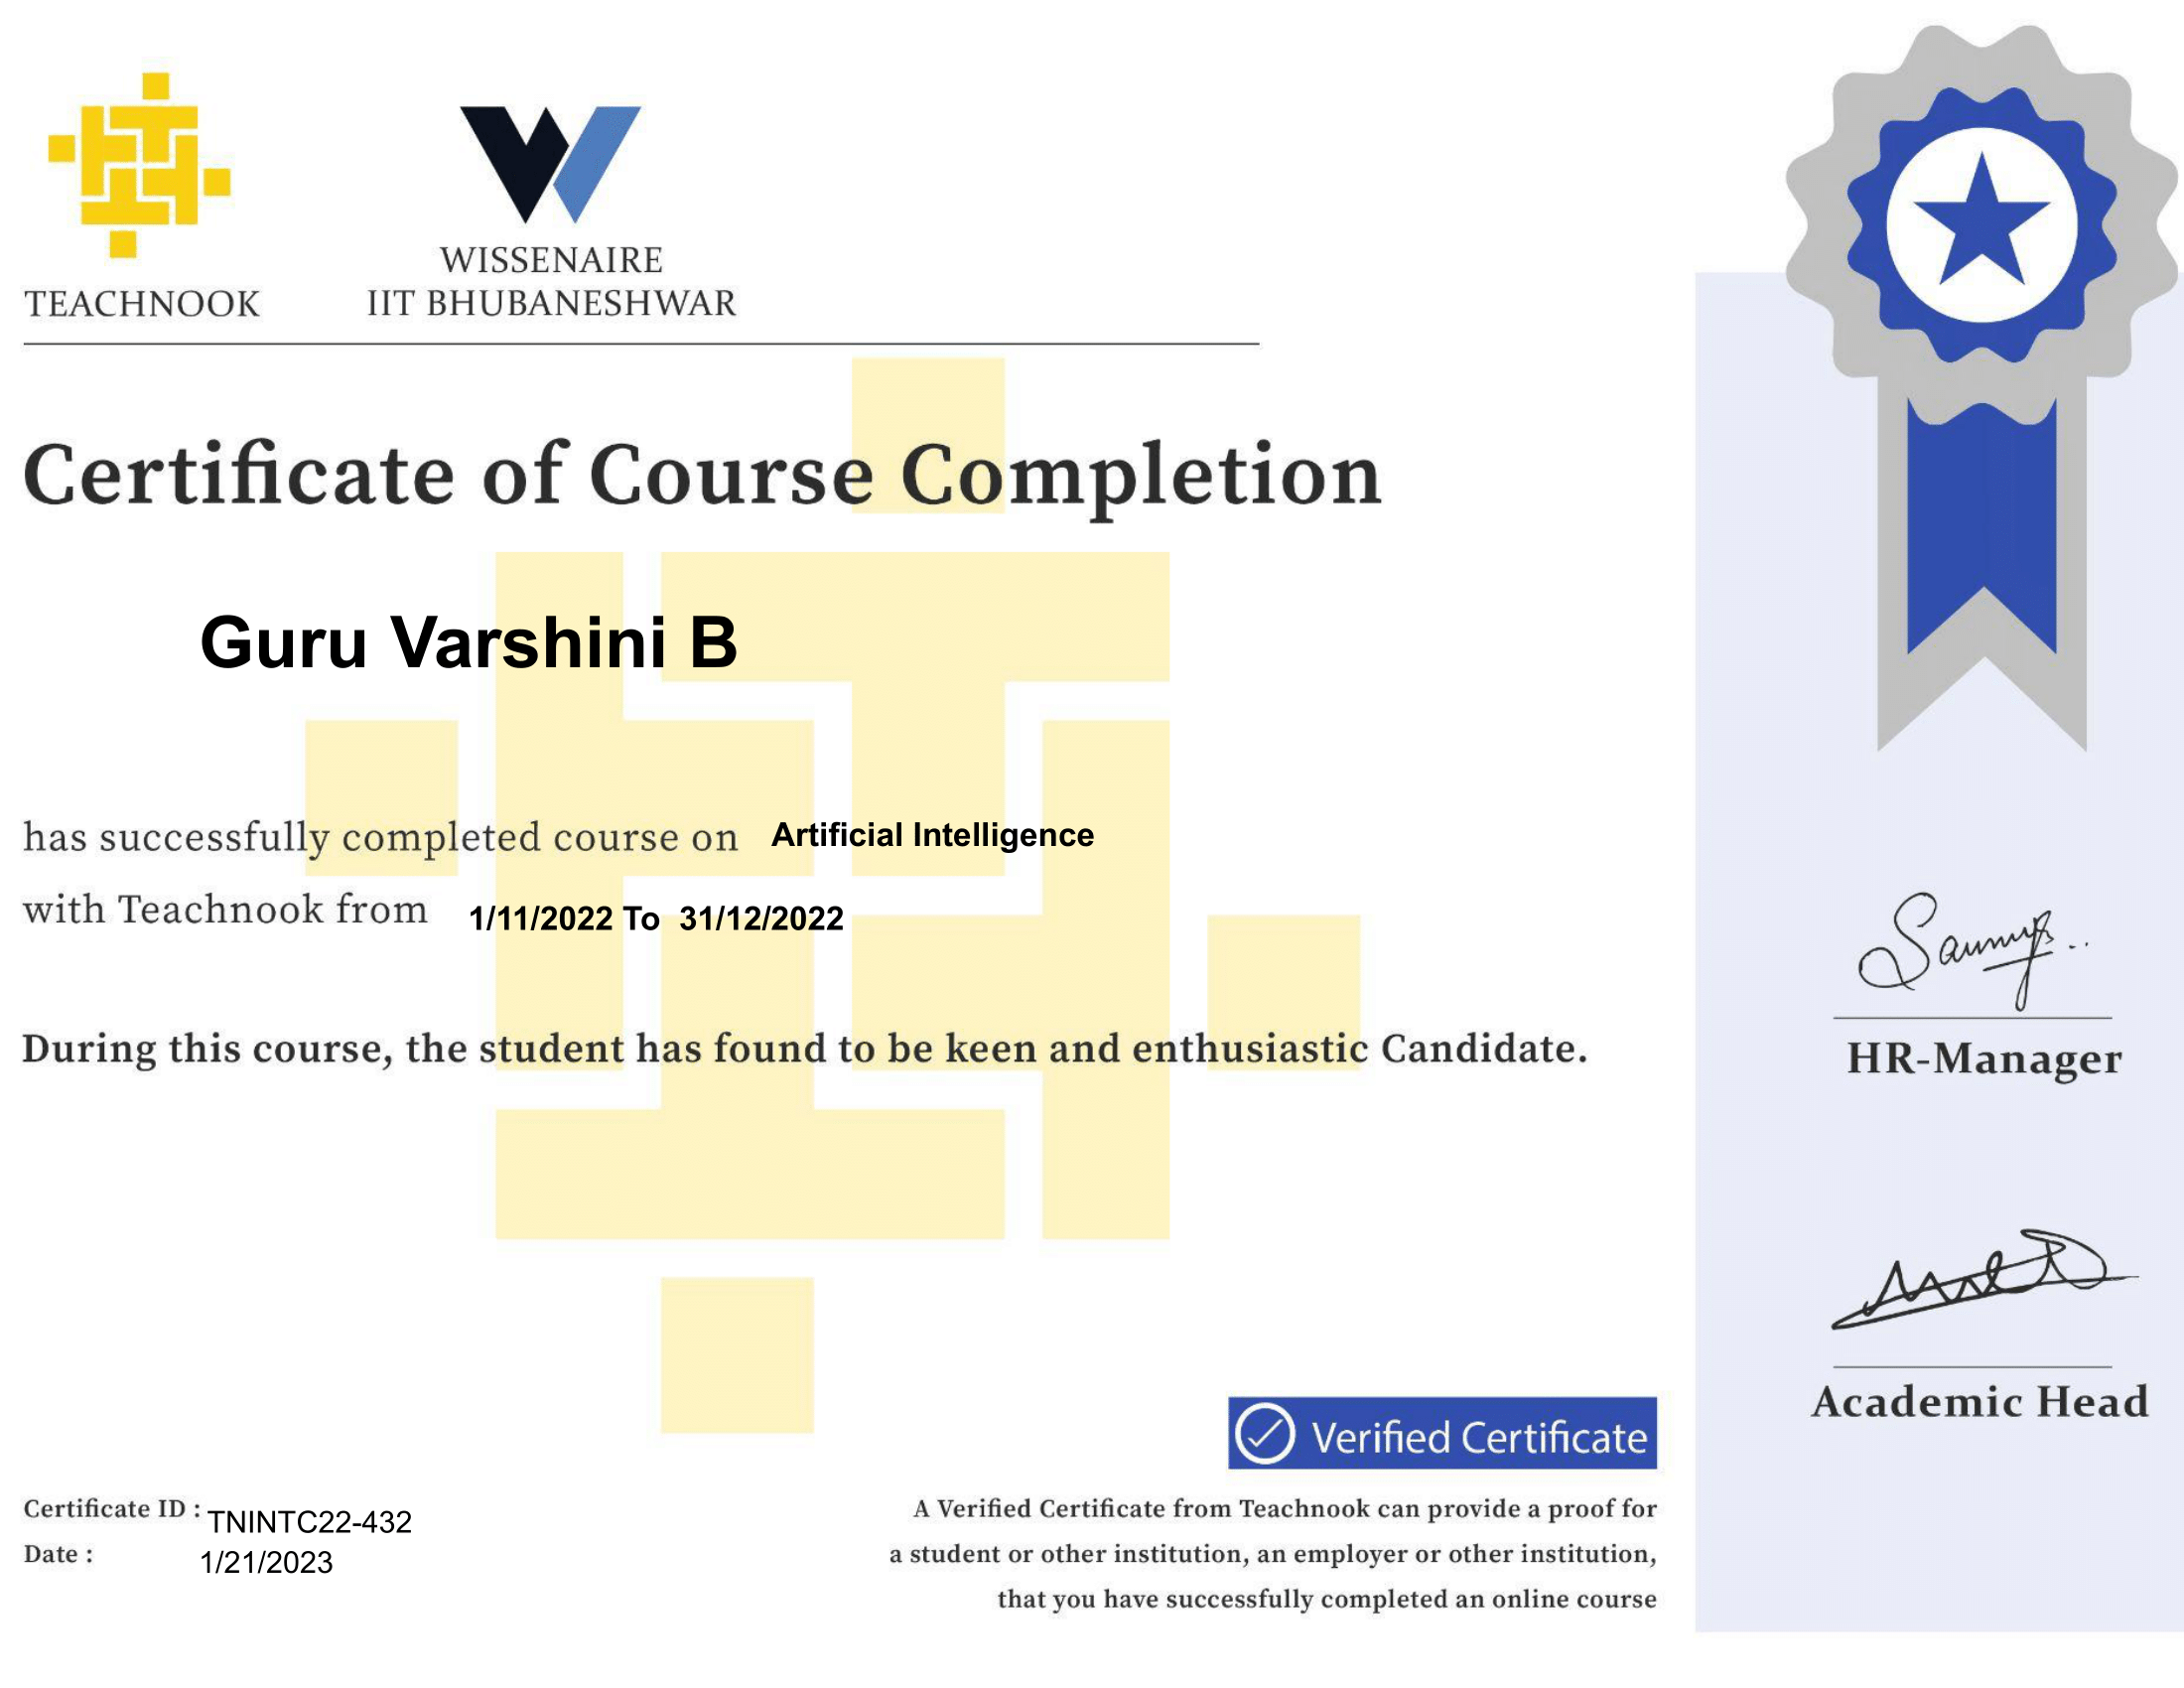 TEACHNOOK
WISSENAIRE
IIT BHUBANESHWAR
Certificate of Course Completion
Guru Varshini B
has successfully completed course on Artificial Intelligence
with Teachnook from 1/11/2022 To 31/12/2022
During this course, the student has found to be keen and enthusiastic Candidate.
HR-Manager
Academic Head
Verified Certificate
Certificate ID : TNINTC22-432
Date : 1/21/2023
A Verified Certificate from Teachnook can provide a proof for
a student or other institution, an employer or other institution,
that you have successfully completed an online course